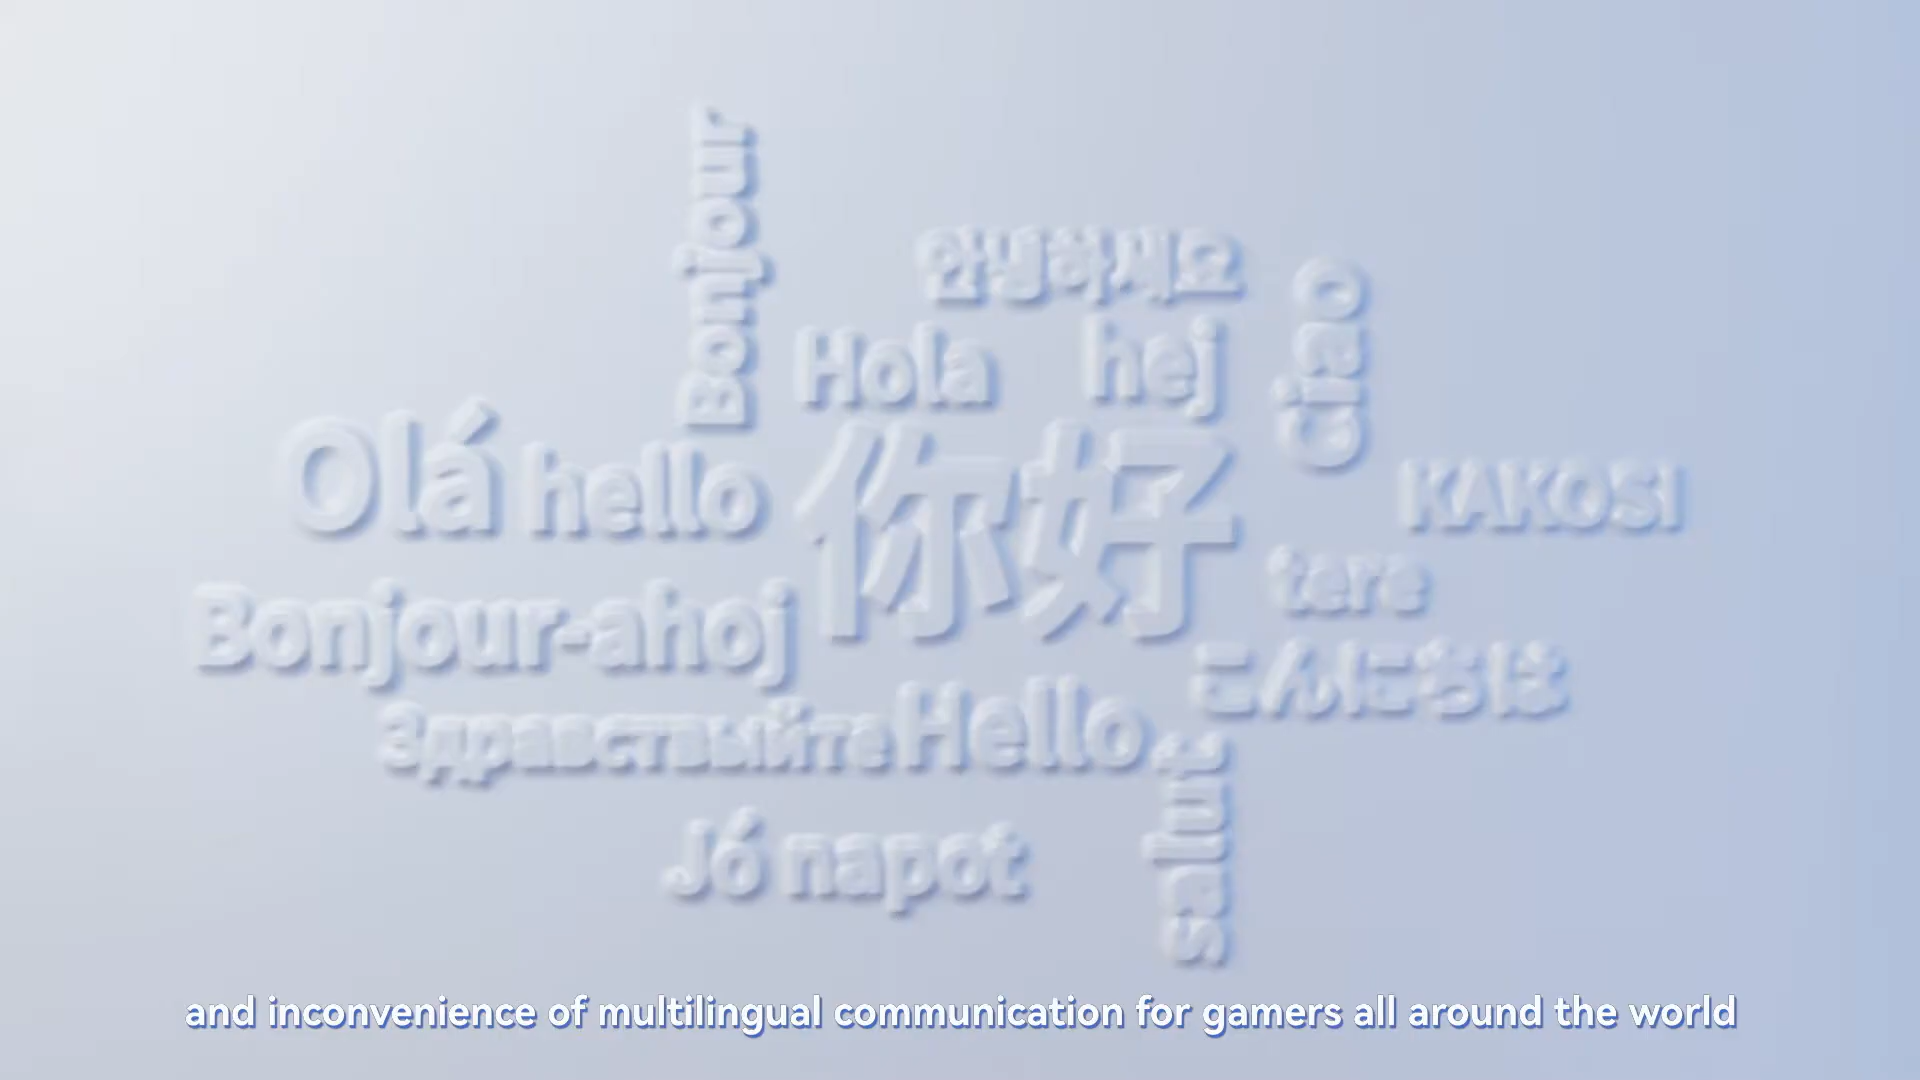 Bonjour
안녕하세요
Ciao
Hola
hej
Olá
hello
你好
KAKOSI
tere
Bonjour-ahoj
こんにちは
Здравствыйте
Hello
salut
Jó napot
and inconvenience of multilingual communication for gamers all around the world